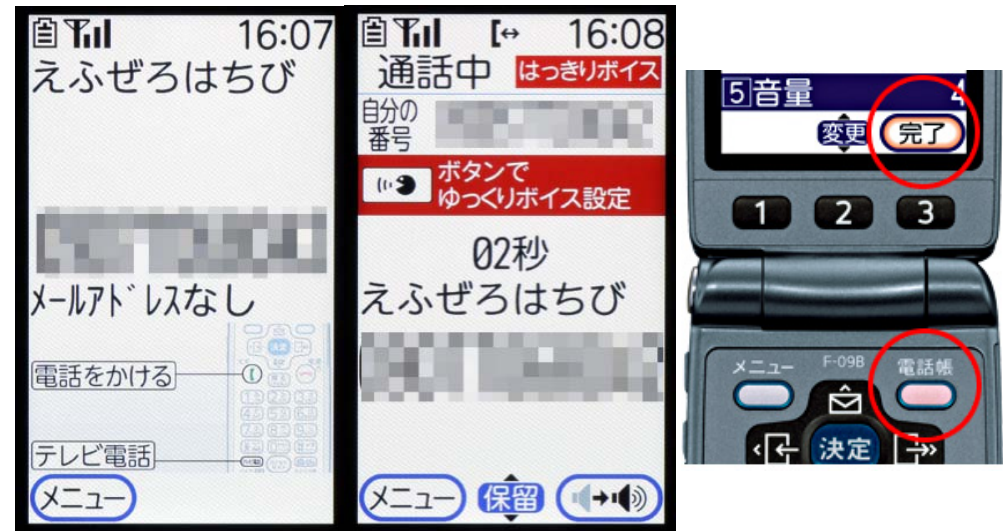 16:07
えふぜろはちび
メールアドレスなし
電話をかける
テレビ電話
メニュー
16:08
通話中 はっきりボイス
自分の
番号
ボタンで
ゆっくりボイス設定
02秒
えふぜろはちび
メニュー 保留
5 音量 4
変更 完了
1 2 3
メニュー F-09B 電話帳
決定